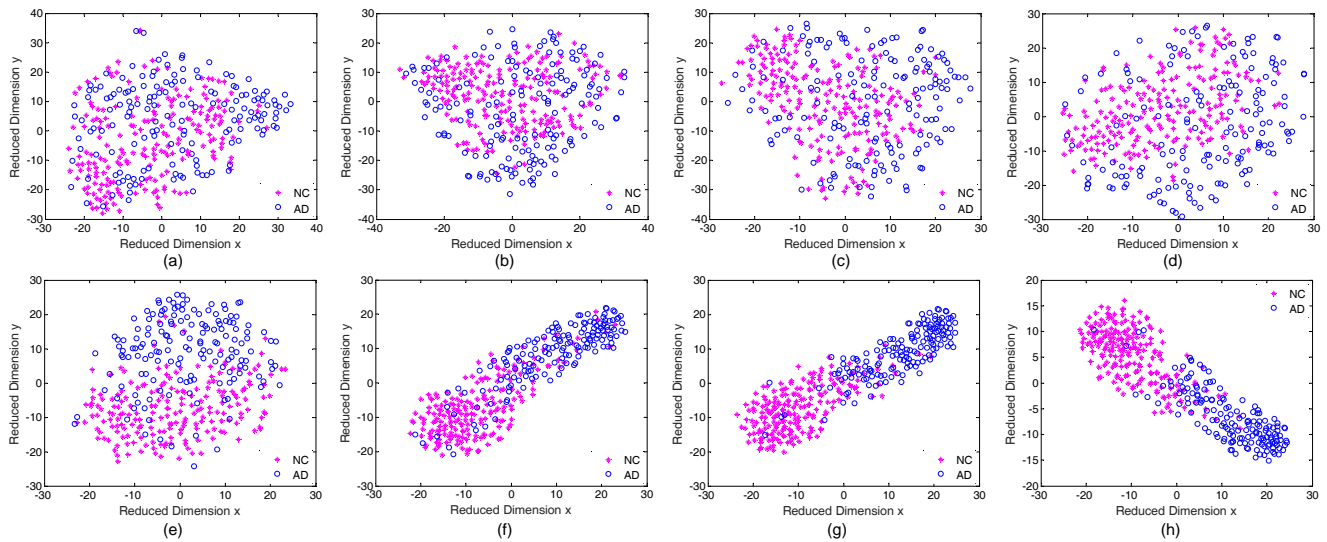 40
30
20
10
0
-10
-20
-30
Reduced Dimension y
-30 -20 -10 0 10 20 30 40
Reduced Dimension x
NC
AD
(a)
40
30
20
10
0
-10
-20
-30
-40
Reduced Dimension y
-40 -20 0 20 40
Reduced Dimension x
NC
AD
(b)
30
20
10
0
-10
-20
-30
-40
Reduced Dimension y
-30 -20 -10 0 10 20 30
Reduced Dimension x
NC
AD
(c)
30
20
10
0
-10
-20
-30
Reduced Dimension y
-30 -20 -10 0 10 20 30
Reduced Dimension x
NC
AD
(d)
30
20
10
0
-10
-20
-30
Reduced Dimension y
-30 -20 -10 0 10 20 30
Reduced Dimension x
NC
AD
(e)
30
20
10
0
-10
-20
-30
Reduced Dimension y
-30 -20 -10 0 10 20 30
Reduced Dimension x
NC
AD
(f)
30
20
10
0
-10
-20
-30
Reduced Dimension y
-30 -20 -10 0 10 20 30
Reduced Dimension x
NC
AD
(g)
20
15
10
5
0
-5
-10
-15
-20
Reduced Dimension y
-30 -20 -10 0 10 20 30
Reduced Dimension x
NC
AD
(h)